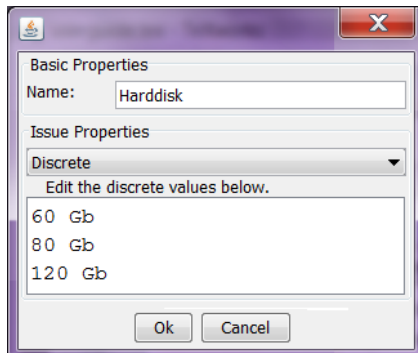 Basic Properties
Name: Harddisk
Issue Properties
Discrete
Edit the discrete values below.
60 Gb
80 Gb
120 Gb
Ok Cancel